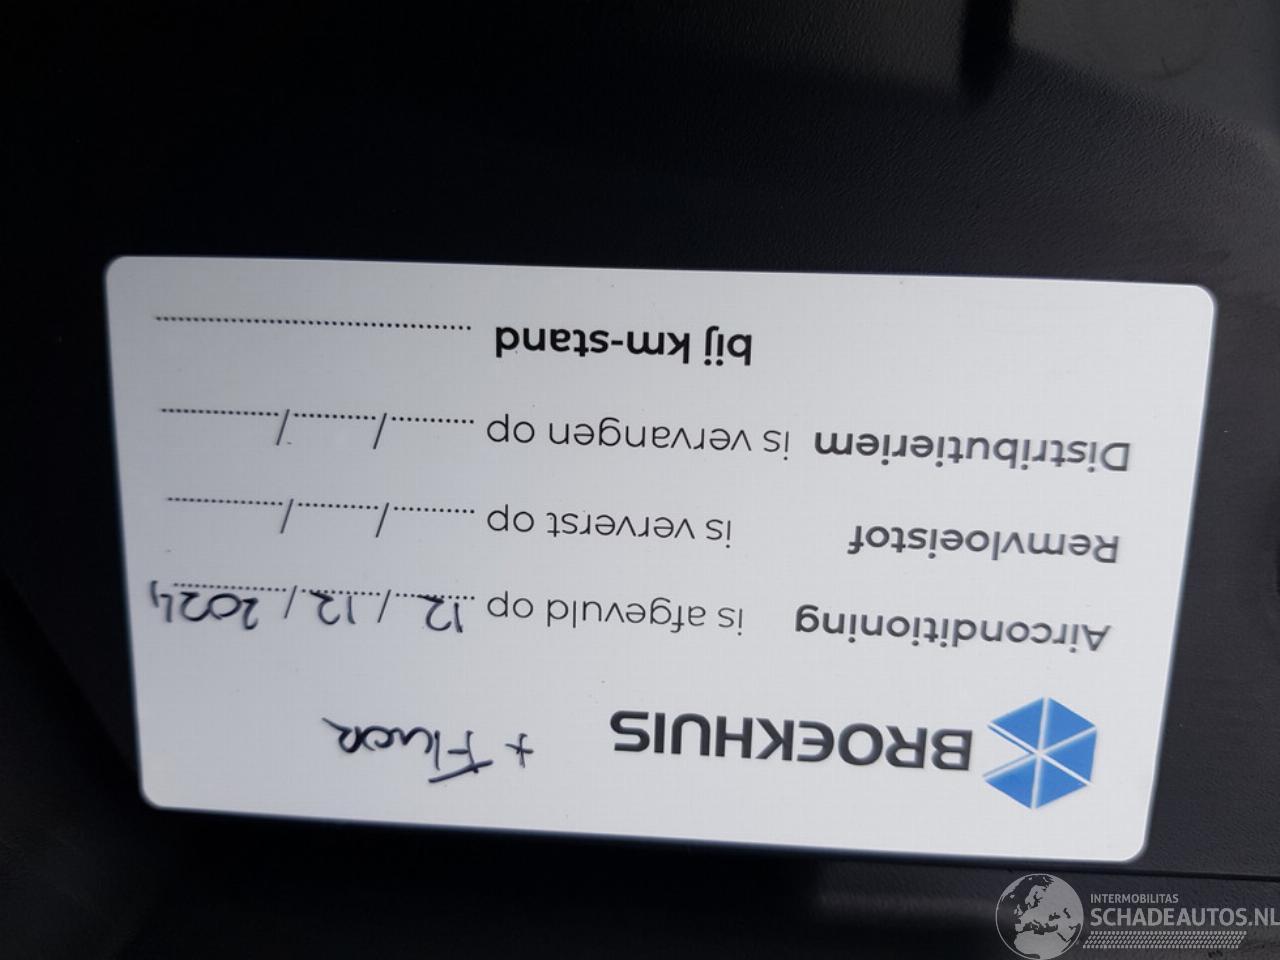 BROEKHUIS
Airconditioning is afgevuld op 12 / 12 / 2024
Remvloeistof is ververst op ........../........../..............
Distributieriem is vervangen op ........../........../..............
bij km-stand ........................................
INTERMOBILITAS
SCHADEAUTOS.NL